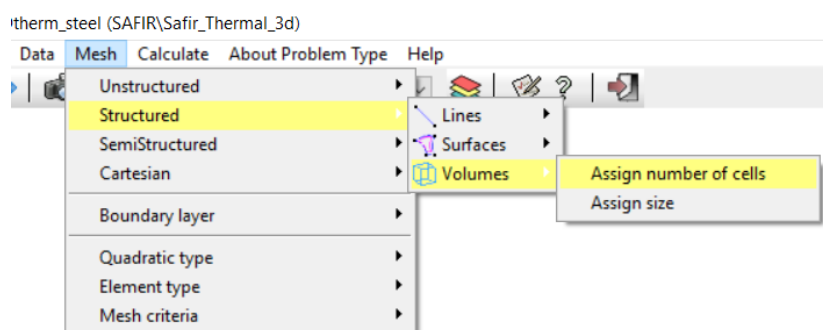 therm_steel (SAFIR\Safir_Thermal_3d)
Data Mesh Calculate About Problem Type Help
Unstructured
Structured
Lines
SemiStructured
Surfaces
Cartesian
Volumes
Assign number of cells
Assign size
Boundary layer
Quadratic type
Element type
Mesh criteria